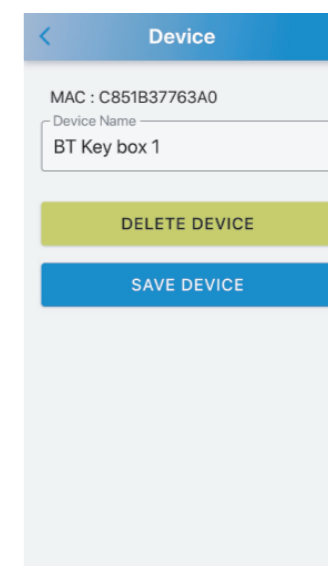 Device
MAC : C851B37763A0
Device Name
BT Key box 1
DELETE DEVICE
SAVE DEVICE